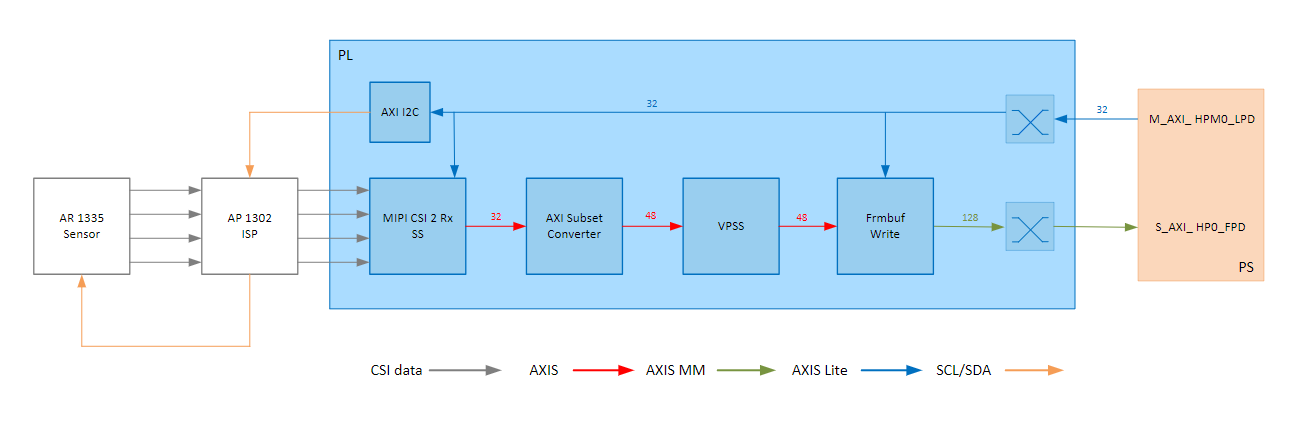 PL
AXI I2C
32
32
M_AXI_ HPM0_LPD
AR 1335
Sensor
AP 1302
ISP
MIPI CSI 2 Rx
SS
32
AXI Subset
Converter
48
VPSS
48
Frmbuf
Write
128
S_AXI_ HP0_FPD
PS
CSI data
AXIS
AXIS MM
AXIS Lite
SCL/SDA